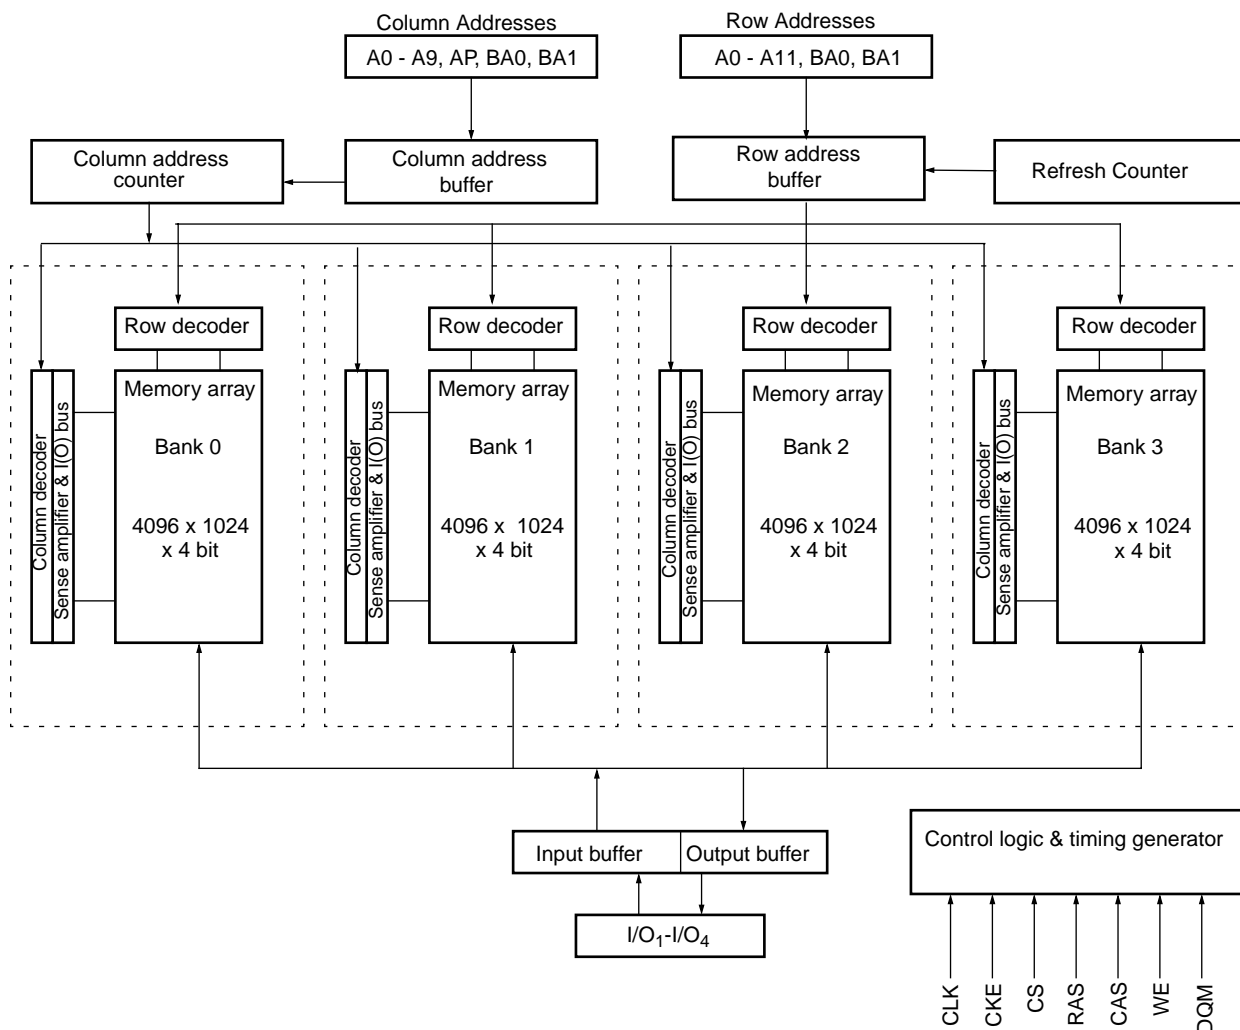 Column Addresses
Row Addresses
A0 - A9, AP, BA0, BA1
A0 - A11, BA0, BA1
Column address
counter
Column address
buffer
Row address
buffer
Refresh Counter
Row decoder
Row decoder
Row decoder
Row decoder
Column decoder
Sense amplifier & I(O) bus
Memory array
Bank 0
4096 x 1024
x 4 bit
Column decoder
Sense amplifier & I(O) bus
Memory array
Bank 1
4096 x 1024
x 4 bit
Column decoder
Sense amplifier & I(O) bus
Memory array
Bank 2
4096 x 1024
x 4 bit
Column decoder
Sense amplifier & I(O) bus
Memory array
Bank 3
4096 x 1024
x 4 bit
Input buffer
Output buffer
I/O1-I/O4
Control logic & timing generator
CLK
CKE
CS
RAS
CAS
WE
DQM